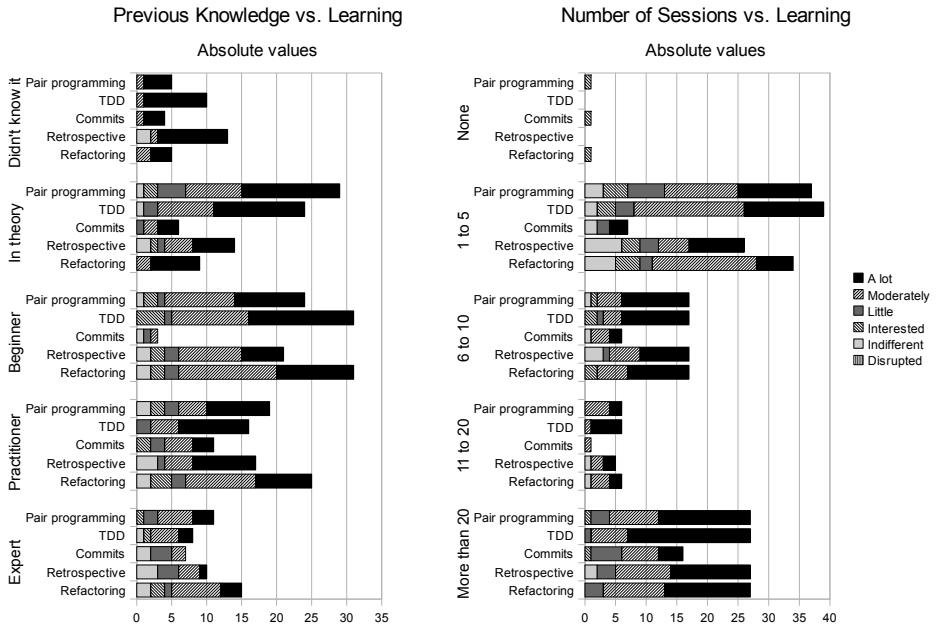 Previous Knowledge vs. Learning
Absolute values
Didn't know it
Pair programming
TDD
Commits
Retrospective
Refactoring
In theory
Pair programming
TDD
Commits
Retrospective
Refactoring
Beginner
Pair programming
TDD
Commits
Retrospective
Refactoring
Practitioner
Pair programming
TDD
Commits
Retrospective
Refactoring
Expert
Pair programming
TDD
Commits
Retrospective
Refactoring
0 5 10 15 20 25 30 35
Number of Sessions vs. Learning
Absolute values
None
Pair programming
TDD
Commits
Retrospective
Refactoring
1 to 5
Pair programming
TDD
Commits
Retrospective
Refactoring
6 to 10
Pair programming
TDD
Commits
Retrospective
Refactoring
11 to 20
Pair programming
TDD
Commits
Retrospective
Refactoring
More than 20
Pair programming
TDD
Commits
Retrospective
Refactoring
0 5 10 15 20 25 30 35 40
A lot
Moderately
Little
Interested
Indifferent
Disrupted